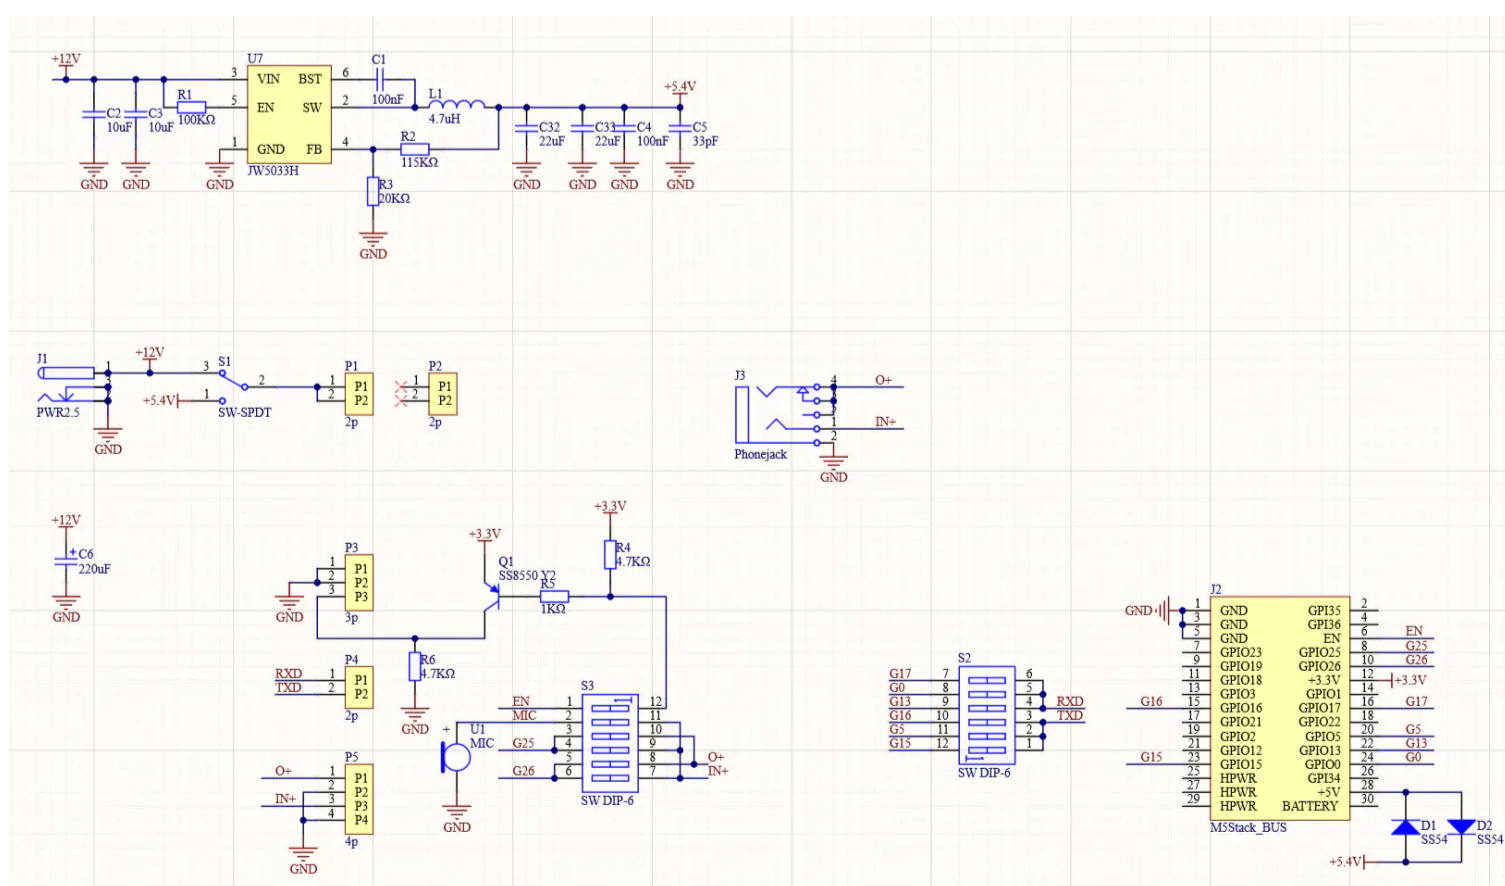 +12V
U7
C1
+5.4V
3 VIN BST 6
100nF
R1
5 EN SW 2
L1
4.7uH
100KΩ
C2
10uF
C3
10uF
C32
22uF
C33
22uF
C4
100nF
C5
33pF
1 GND FB 4
R2
115KΩ
JW5033H
GND GND GND GND GND GND GND
R3
20KΩ
GND
J1
1
PWR2.5
GND
+12V
+5.4V
3 S1 2
1
SW-SPDT
P1
1 P1
2 P2
2p
P2
1 P1
2 P2
2p
J3
4
1
2
Phonejack
O+
IN+
GND
+12V
C6
220uF
GND
P3
1 P1
2 P2
3 P3
3p
GND
+3.3V
Q1
SS8550 Y2
R5
1KΩ
+3.3V
R4
4.7KΩ
R6
4.7KΩ
GND
P4
RXD 1 P1
TXD 2 P2
2p
P5
O+ 1 P1
2 P2
IN+ 3 P3
4 P4
4p
GND
+ U1
MIC
GND
S3
EN 1 12
MIC 2 11
3 10
G25 4 9
5 8 O+
G26 6 7 IN+
SW DIP-6
S2
G17 7 6
G0 8 5
G13 9 4 RXD
G16 10 3 TXD
G5 11 2
G15 12 1
SW DIP-6
J2
GND 1 GND GPI35 2
3 GND GPI36 4
5 GND EN 6 EN
7 GPIO23 GPIO25 8 G25
9 GPIO19 GPIO26 10 G26
11 GPIO18 +3.3V 12 +3.3V
13 GPIO3 GPIO1 14
G16 15 GPIO16 GPIO17 16 G17
17 GPIO21 GPIO22 18
19 GPIO2 GPIO5 20 G5
21 GPIO12 GPIO13 22 G13
G15 23 GPIO15 GPIO0 24 G0
25 HPWR GPI34 26
27 HPWR +5V 28
29 HPWR BATTERY 30
M5Stack_BUS
D1
SS54
D2
SS54
+5.4V